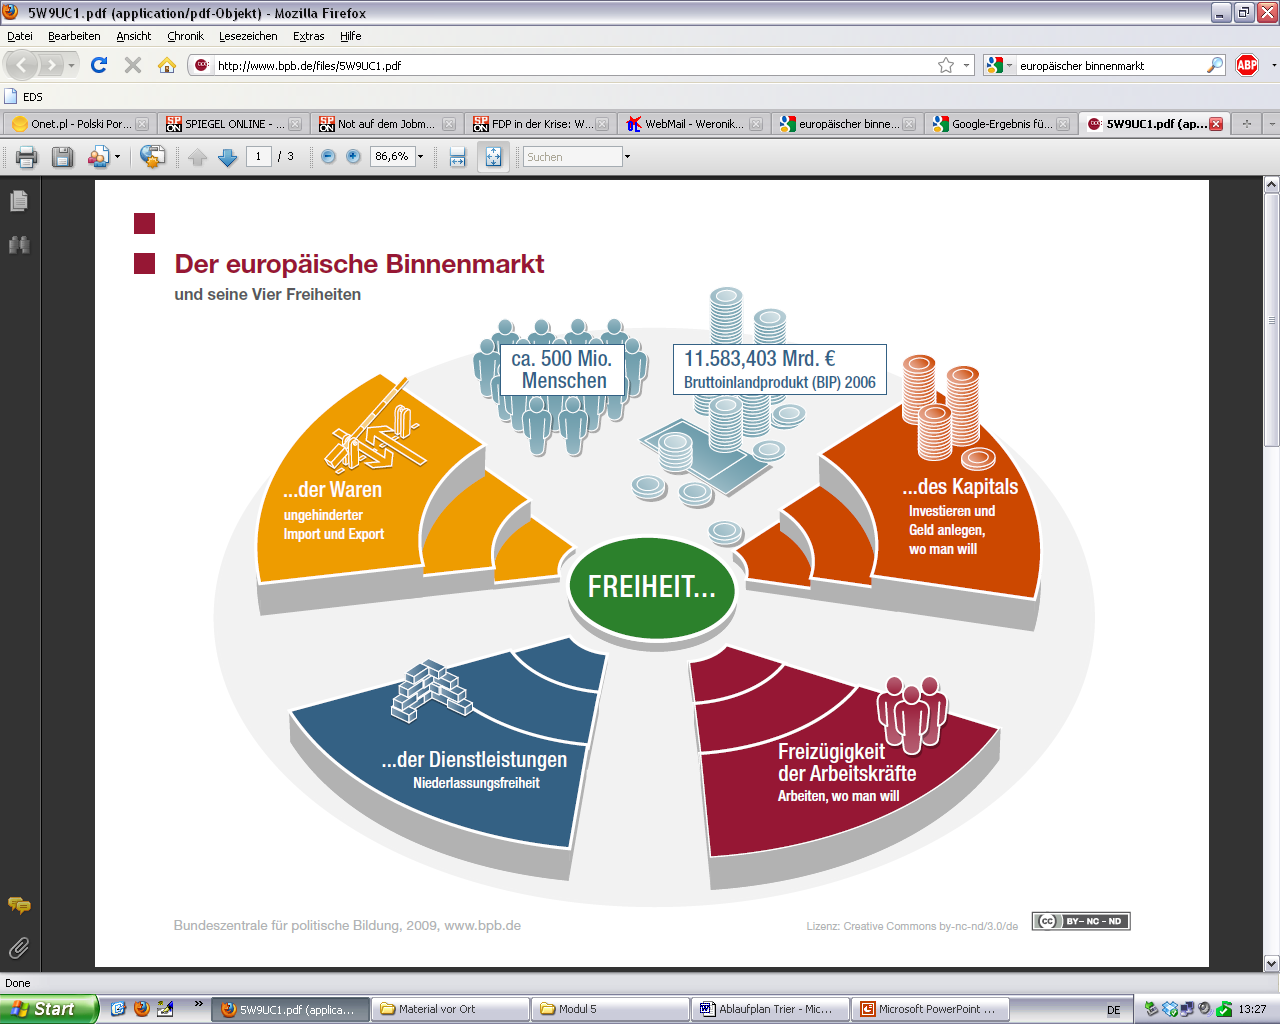 5W9UC1.pdf (application/pdf-Objekt) - Mozilla Firefox
Datei Bearbeiten Ansicht Chronik Lesezeichen Extras Hilfe
http://www.bpb.de/files/5W9UC1.pdf
europäischer binnenmarkt
ABP
EDS
Onet.pl - Polski Por...
SPIEGEL ONLINE - ...
Not auf dem Jobm...
FDP in der Krise: W...
WebMail - Weronik...
europäischer binne...
Google-Ergebnis fü...
5W9UC1.pdf (ap...
1 / 3
86,6%
Suchen
Der europäische Binnenmarkt
und seine Vier Freiheiten
ca. 500 Mio.
Menschen
11.583,403 Mrd. €
Bruttoinlandprodukt (BIP) 2006
...der Waren
ungehinderter
Import und Export
...des Kapitals
Investieren und
Geld anlegen,
wo man will
FREIHEIT...
...der Dienstleistungen
Niederlassungsfreiheit
Freizügigkeit
der Arbeitskräfte
Arbeiten, wo man will
Bundeszentrale für politische Bildung, 2009, www.bpb.de
Lizenz: Creative Commons by-nc-nd/3.0/de
cc BY - NC - ND
Done
Start
5W9UC1.pdf (applica...
Material vor Ort
Modul 5
Ablaufplan Trier - Mic...
Microsoft PowerPoint ...
DE
13:27